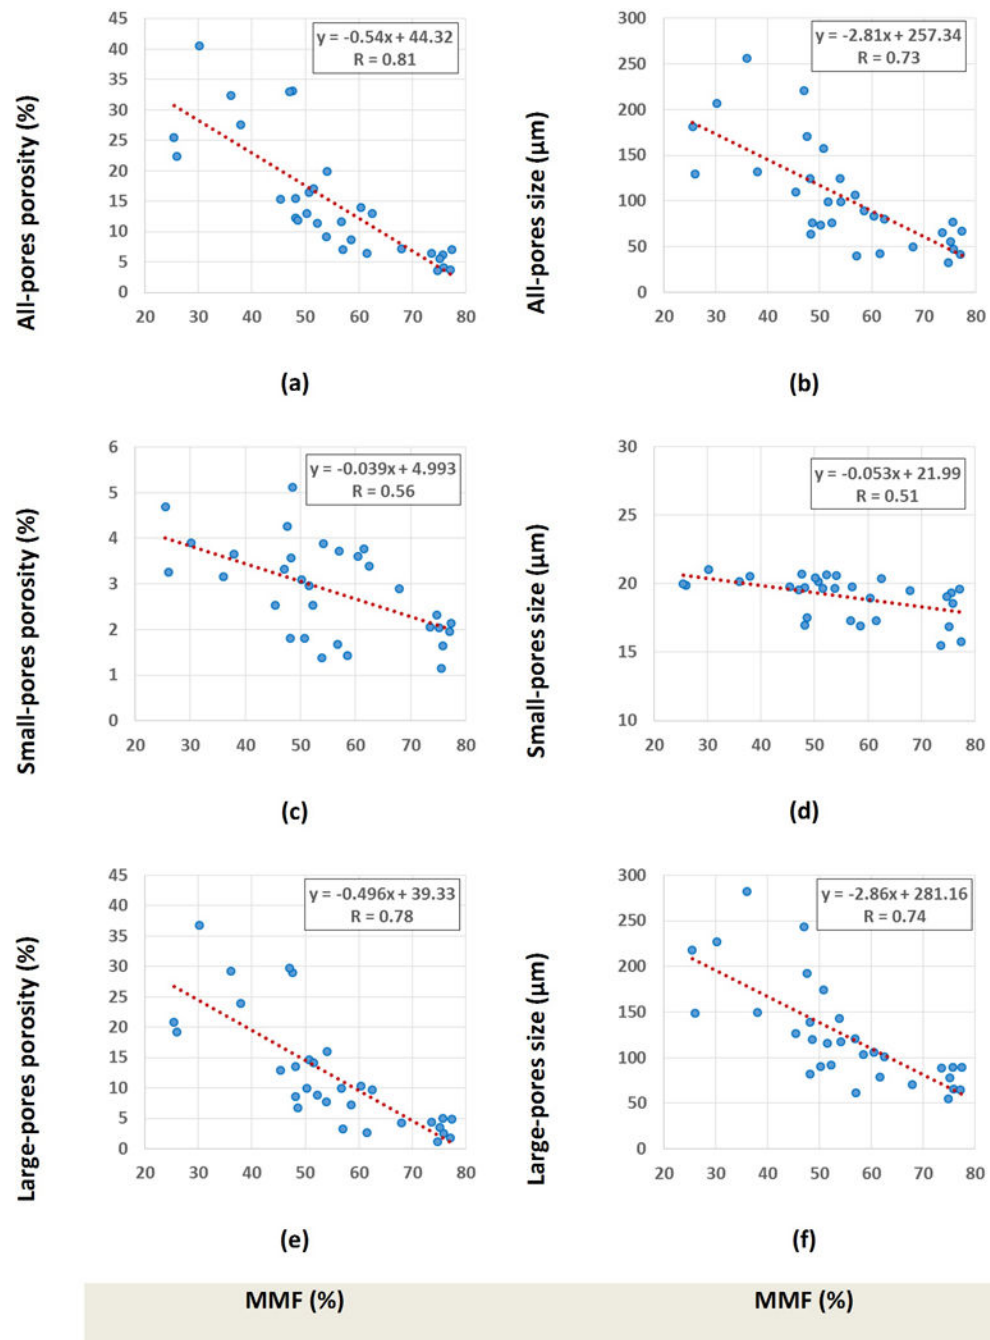 All-pores porosity (%)
45
40
35
30
25
20
15
10
5
0
y = -0.54x + 44.32
R = 0.81
20 30 40 50 60 70 80
(a)
All-pores size (µm)
300
250
200
150
100
50
0
y = -2.81x + 257.34
R = 0.73
20 30 40 50 60 70 80
(b)
Small-pores porosity (%)
6
5
4
3
2
1
0
y = -0.039x + 4.993
R = 0.56
20 30 40 50 60 70 80
(c)
Small-pores size (µm)
30
25
20
15
10
y = -0.053x + 21.99
R = 0.51
20 30 40 50 60 70 80
(d)
Large-pores porosity (%)
45
40
35
30
25
20
15
10
5
0
y = -0.496x + 39.33
R = 0.78
20 30 40 50 60 70 80
(e)
Large-pores size (µm)
300
250
200
150
100
50
0
y = -2.86x + 281.16
R = 0.74
20 30 40 50 60 70 80
(f)
MMF (%)
MMF (%)